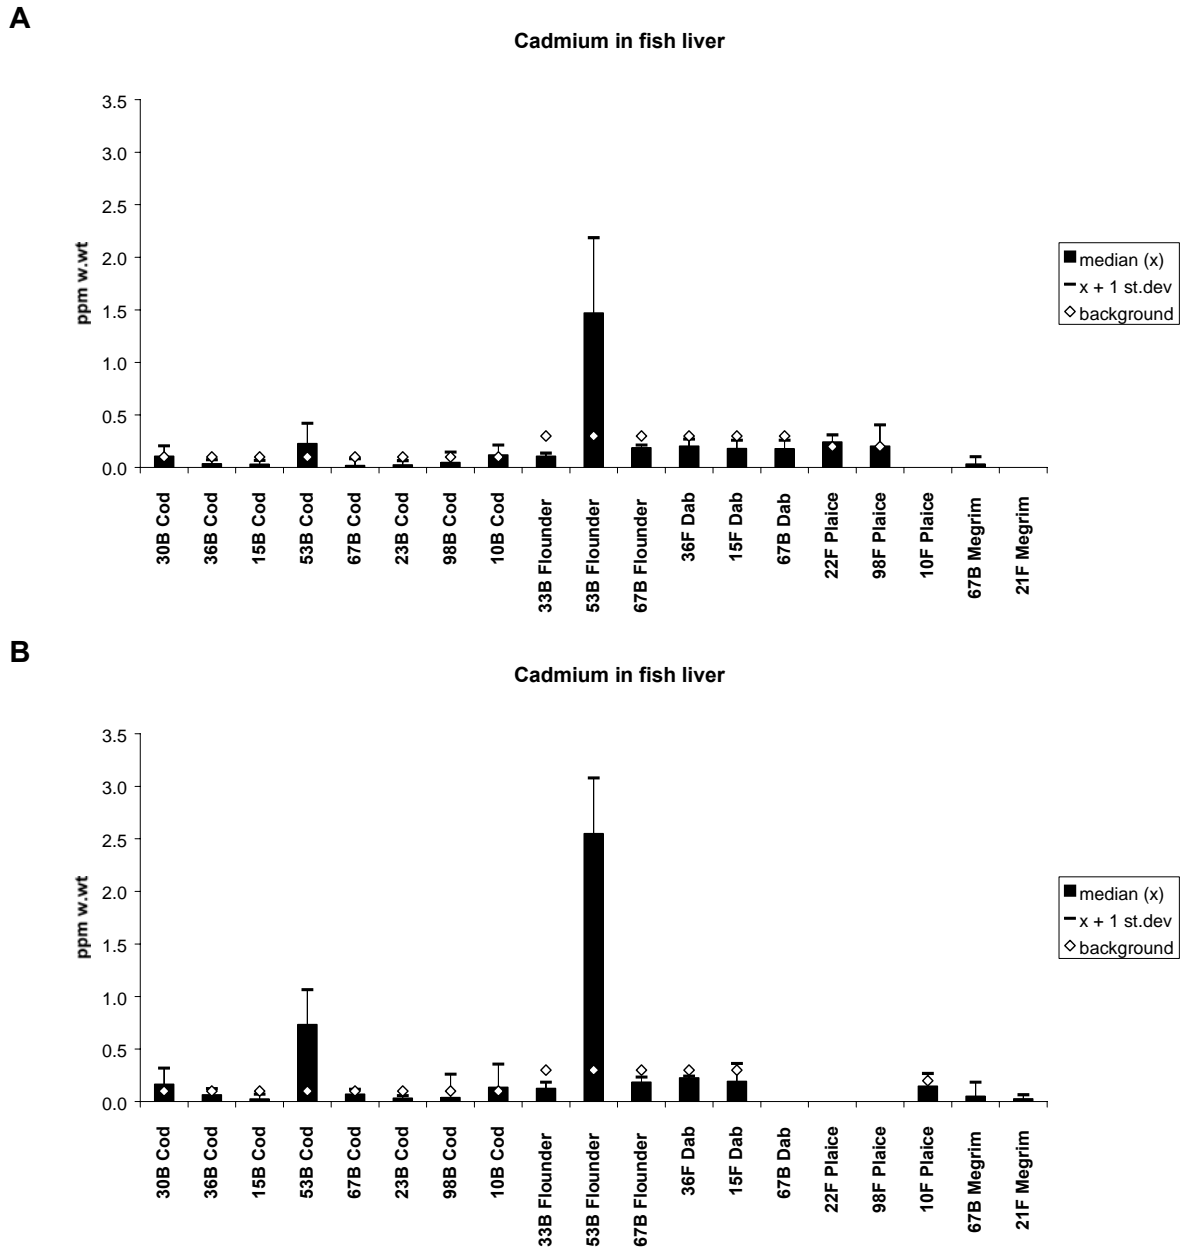 A
Cadmium in fish liver
3.5
3.0
2.5
2.0
1.5
1.0
0.5
0.0
ppm w.wt
30B Cod
36B Cod
15B Cod
53B Cod
67B Cod
23B Cod
98B Cod
10B Cod
33B Flounder
53B Flounder
67B Flounder
36F Dab
15F Dab
67B Dab
22F Plaice
98F Plaice
10F Plaice
67B Megrim
21F Megrim
median (x)
x + 1 st.dev
background
B
Cadmium in fish liver
3.5
3.0
2.5
2.0
1.5
1.0
0.5
0.0
ppm w.wt
30B Cod
36B Cod
15B Cod
53B Cod
67B Cod
23B Cod
98B Cod
10B Cod
33B Flounder
53B Flounder
67B Flounder
36F Dab
15F Dab
67B Dab
22F Plaice
98F Plaice
10F Plaice
67B Megrim
21F Megrim
median (x)
x + 1 st.dev
background